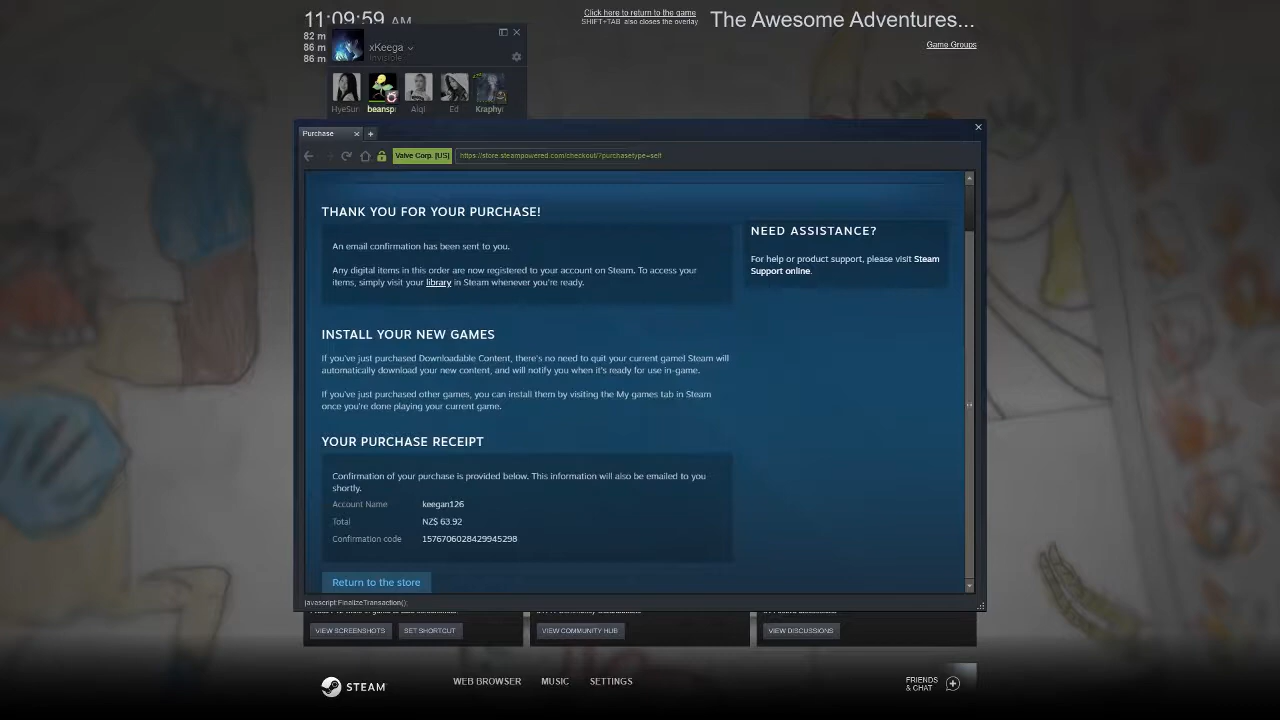 11:09:59 AM
82 m
86 m
86 m
Click here to return to the game
SHIFT+TAB also closes the overlay
The Awesome Adventures...
Game Groups
xKeega
Invisible
HyeSur
beansp
Aiqi
Ed
Kraphy
Purchase
Valve Corp. [US]
https://store.steampowered.com/checkout/?purchasetype=self
THANK YOU FOR YOUR PURCHASE!
An email confirmation has been sent to you.
Any digital items in this order are now registered to your account on Steam. To access your
items, simply visit your library in Steam whenever you're ready.
NEED ASSISTANCE?
For help or product support, please visit Steam
Support online.
INSTALL YOUR NEW GAMES
If you've just purchased Downloadable Content, there's no need to quit your current game! Steam will
automatically download your new content, and will notify you when it's ready for use in-game.
If you've just purchased other games, you can install them by visiting the My games tab in Steam
once you're done playing your current game.
YOUR PURCHASE RECEIPT
Confirmation of your purchase is provided below. This information will also be emailed to you
shortly.
Account Name keegan126
Total NZ$ 63.92
Confirmation code 1576706028429945298
Return to the store
javascript:FinalizeTransaction();
VIEW SCREENSHOTS
SET SHORTCUT
VIEW COMMUNITY HUB
VIEW DISCUSSIONS
STEAM
WEB BROWSER
MUSIC
SETTINGS
FRIENDS
& CHAT